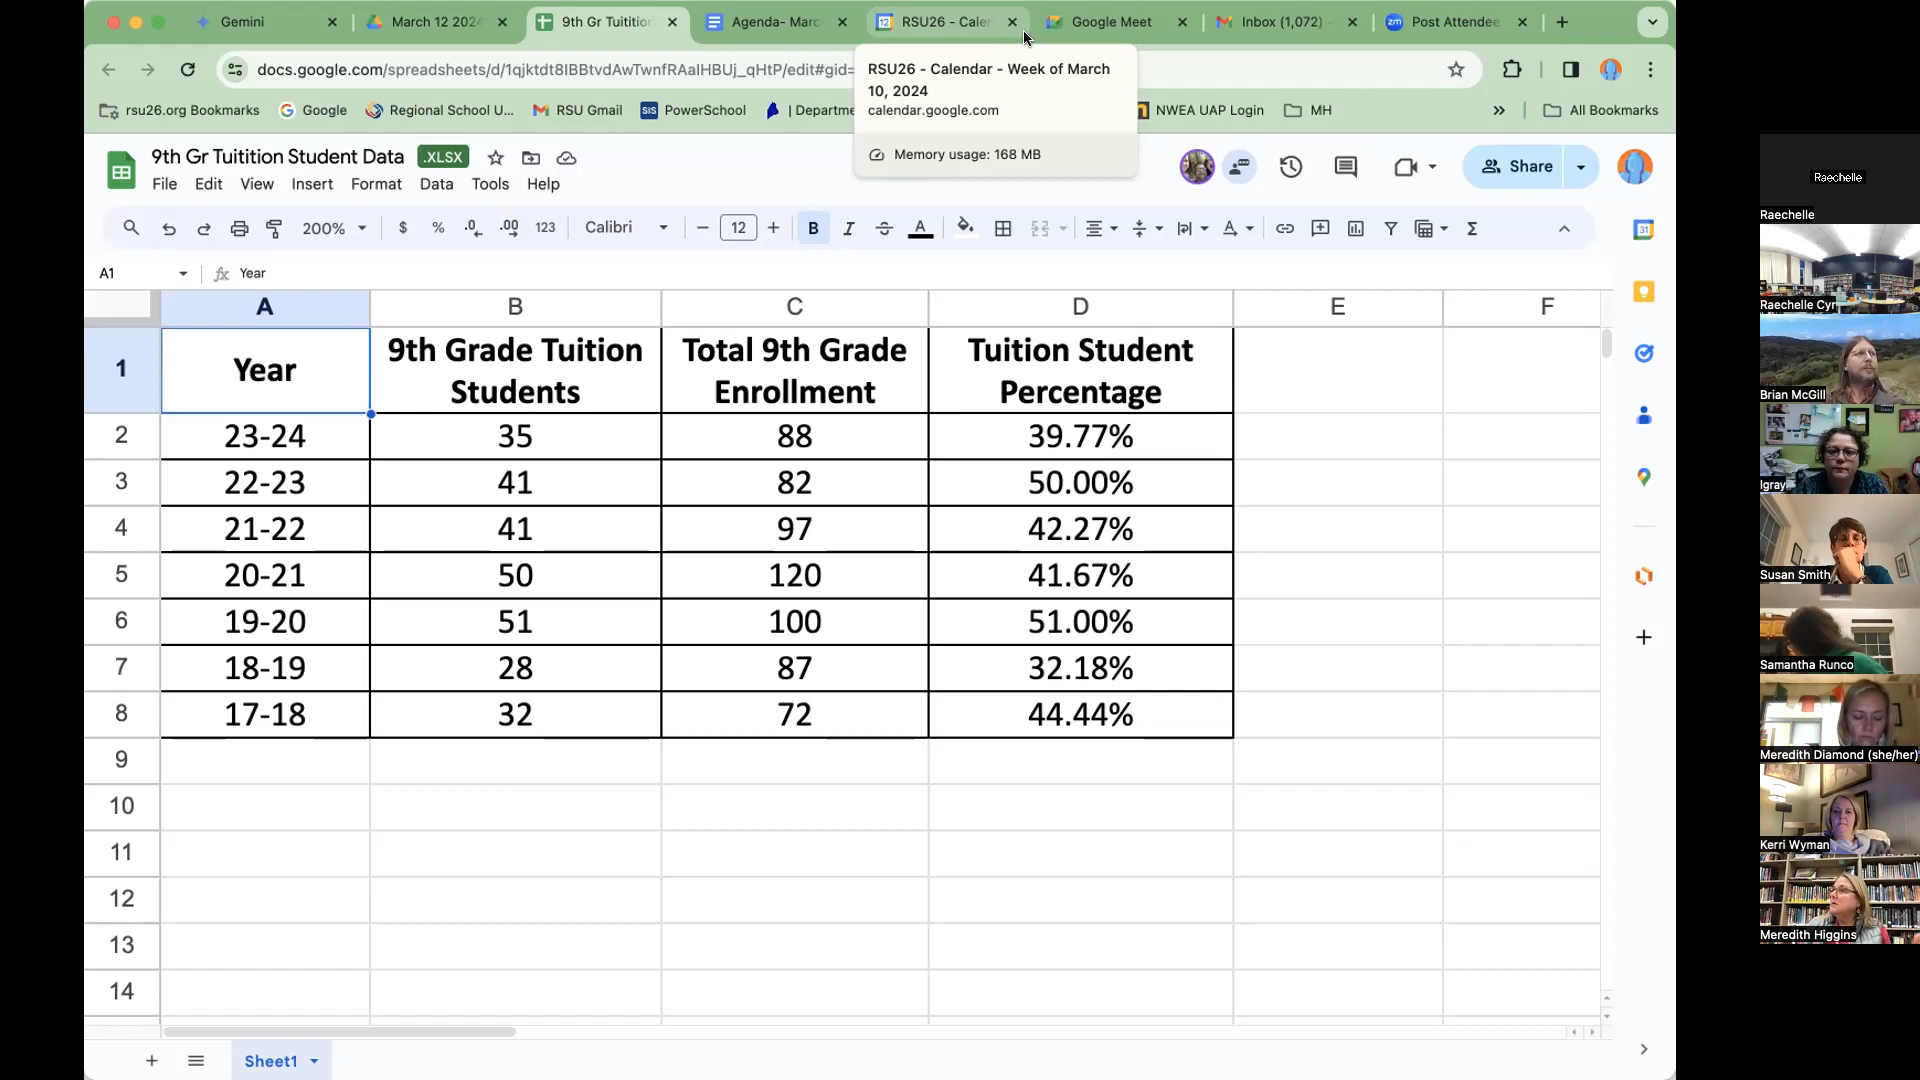 Gemini
March 12 2024
9th Gr Tuitition
Agenda- March
RSU26 - Calen
Google Meet
Inbox (1,072)
Post Attendee
docs.google.com/spreadsheets/d/1qjktdt8IBBtvdAwTwnfRAaIHBUj_qHtP/edit#gid=
RSU26 - Calendar - Week of March
10, 2024
calendar.google.com
Memory usage: 168 MB
rsu26.org Bookmarks
Google
Regional School U...
RSU Gmail
SIS
PowerSchool
| Departme
NWEA UAP Login
MH
All Bookmarks
9th Gr Tuitition Student Data
.XLSX
File Edit View Insert Format Data Tools Help
Share
200%
$ % .0 .00 123
Calibri
12
B I
A1
fx Year
A B C D E F
1 Year 9th Grade Tuition Students Total 9th Grade Enrollment Tuition Student Percentage
2 23-24 35 88 39.77%
3 22-23 41 82 50.00%
4 21-22 41 97 42.27%
5 20-21 50 120 41.67%
6 19-20 51 100 51.00%
7 18-19 28 87 32.18%
8 17-18 32 72 44.44%
9
10
11
12
13
14
Sheet1
Raechelle
Raechelle
Raechelle Cyr
Brian McGill
lgray
Susan Smith
Samantha Runco
Meredith Diamond (she/her)
Kerri Wyman
Meredith Higgins